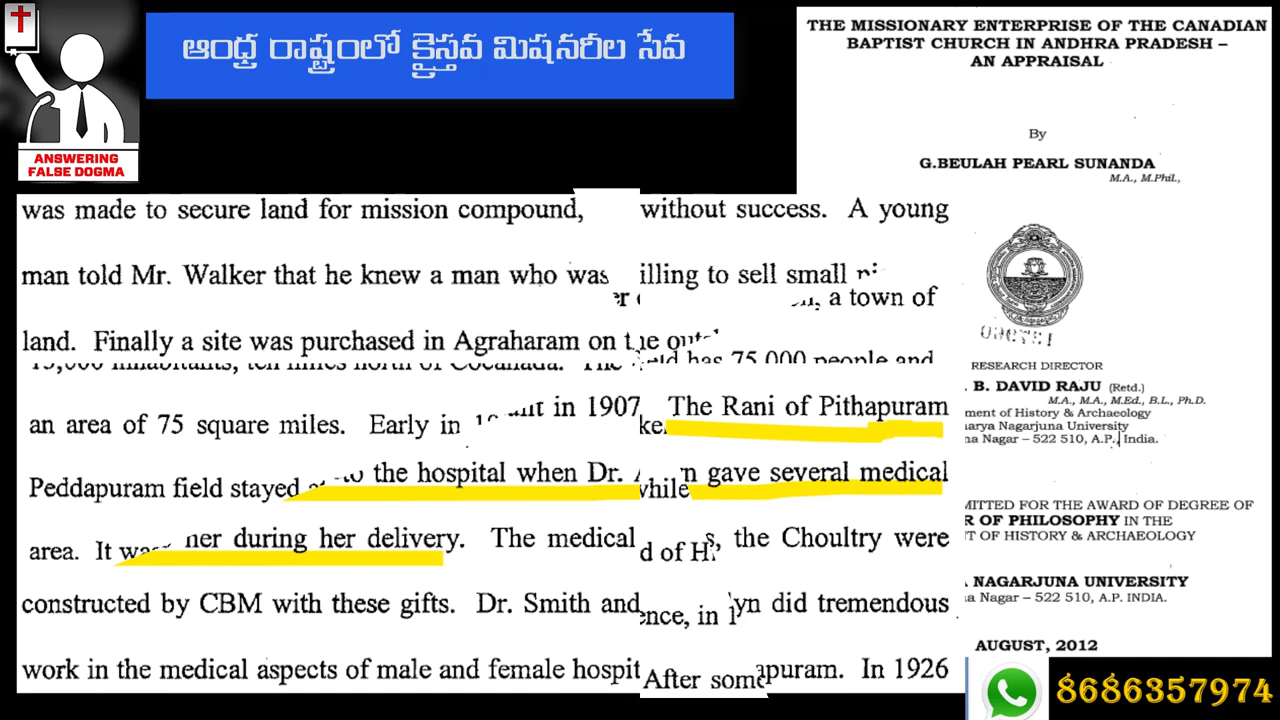 ఆంధ్ర రాష్ట్రంలో క్రైస్తవ మిషనరీల సేవ
ANSWERING
FALSE DOGMA
THE MISSIONARY ENTERPRISE OF THE CANADIAN
BAPTIST CHURCH IN ANDHRA PRADESH –
AN APPRAISAL
By
G.BEULAH PEARL SUNANDA
M.A., M.Phil.,
RESEARCH DIRECTOR
. B. DAVID RAJU (Retd.)
M.A., M.A., M.Ed., B.L., Ph.D.
ment of History & Archaeology
arya Nagarjuna University
na Nagar – 522 510, A.P., India.
MITTED FOR THE AWARD OF DEGREE OF
R OF PHILOSOPHY IN THE
T OF HISTORY & ARCHAEOLOGY
NAGARJUNA UNIVERSITY
a Nagar – 522 510, A.P. INDIA.
AUGUST, 2012
was made to secure land for mission compound, without success. A young
man told Mr. Walker that he knew a man who was illing to sell small
a town of
land. Finally a site was purchased in Agraharam on the
15,000 inhabitants, ten miles north of Cocanada. The field has 75,000 people and
an area of 75 square miles. Early in in 1907 The Rani of Pithapuram
Peddapuram field stayed the hospital when Dr. while gave several medical
area. It was her during her delivery. The medical d of the Choultry were
constructed by CBM with these gifts. Dr. Smith and ence, in yn did tremendous
work in the medical aspects of male and female hospit After some apuram. In 1926
8686357974